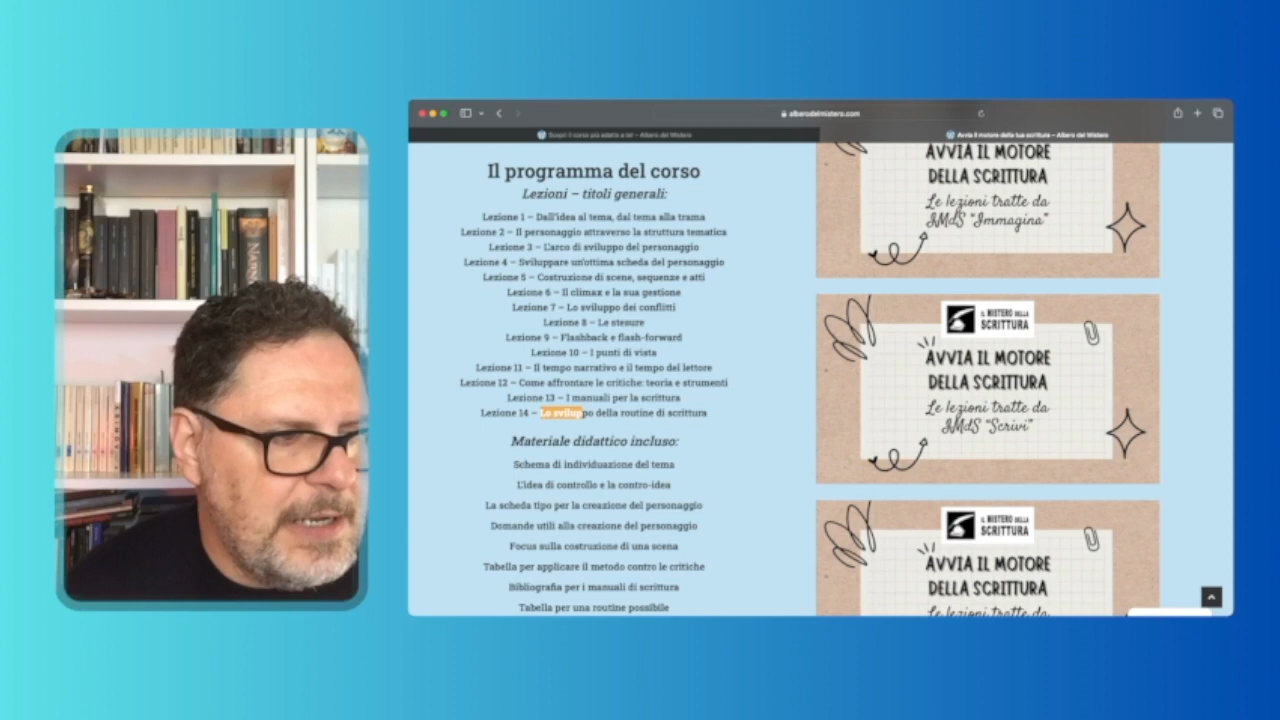 NARNIA
alberodelmistero.com
Scopri il corso più adatto a te! – Albero del Mistero
Avvia il motore della tua scrittura – Albero del Mistero
Il programma del corso
Lezioni – titoli generali:
Lezione 1 – Dall'idea al tema, dal tema alla trama
Lezione 2 – Il personaggio attraverso la struttura tematica
Lezione 3 – L'arco di sviluppo del personaggio
Lezione 4 – Sviluppare un'ottima scheda del personaggio
Lezione 5 – Costruzione di scene, sequenze e atti
Lezione 6 – Il climax e la sua gestione
Lezione 7 – Lo sviluppo dei conflitti
Lezione 8 – Le stesure
Lezione 9 – Flashback e flash-forward
Lezione 10 – I punti di vista
Lezione 11 – Il tempo narrativo e il tempo del lettore
Lezione 12 – Come affrontare le critiche: teoria e strumenti
Lezione 13 – I manuali per la scrittura
Lezione 14 – Lo sviluppo della routine di scrittura
Materiale didattico incluso:
Schema di individuazione del tema
L'idea di controllo e la contro-idea
La scheda tipo per la creazione del personaggio
Domande utili alla creazione del personaggio
Focus sulla costruzione di una scena
Tabella per applicare il metodo contro le critiche
Bibliografia per i manuali di scrittura
Tabella per una routine possibile
AVVIA IL MOTORE
DELLA SCRITTURA
Le lezioni tratte da
IMdS "Immagina"
IL MISTERO DELLA
SCRITTURA
AVVIA IL MOTORE
DELLA SCRITTURA
Le lezioni tratte da
IMdS "Scrivi"
IL MISTERO DELLA
SCRITTURA
AVVIA IL MOTORE
DELLA SCRITTURA
Le lezioni tratte da